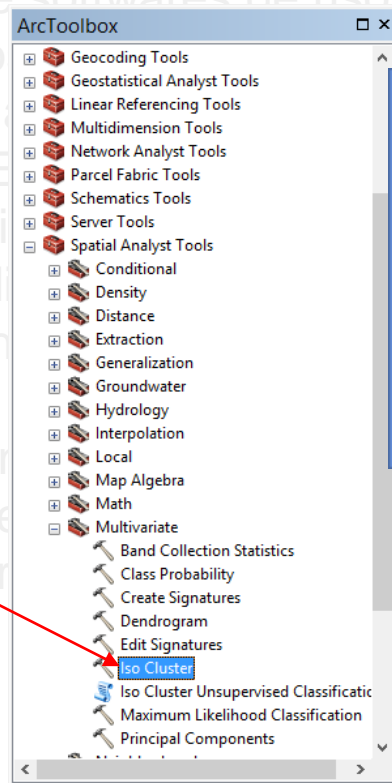 ArcToolbox
Geocoding Tools
Geostatistical Analyst Tools
Linear Referencing Tools
Multidimension Tools
Network Analyst Tools
Parcel Fabric Tools
Schematics Tools
Server Tools
Spatial Analyst Tools
Conditional
Density
Distance
Extraction
Generalization
Groundwater
Hydrology
Interpolation
Local
Map Algebra
Math
Multivariate
Band Collection Statistics
Class Probability
Create Signatures
Dendrogram
Edit Signatures
Iso Cluster
Iso Cluster Unsupervised Classificatic
Maximum Likelihood Classification
Principal Components